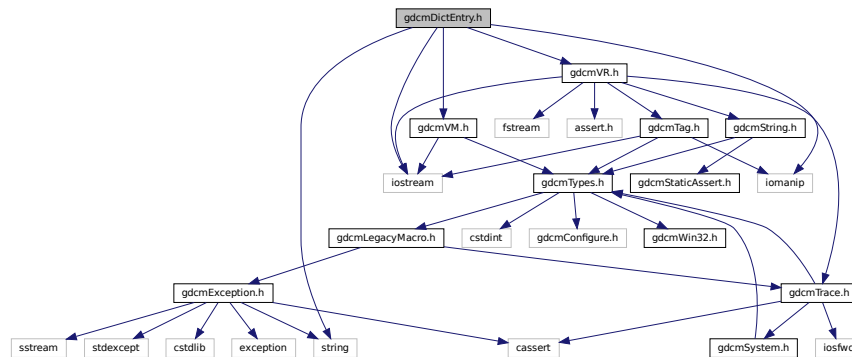 gdcmDictEntry.h
gdcmVR.h
gdcmVM.h
fstream
assert.h
gdcmTag.h
gdcmString.h
iostream
gdcmTypes.h
gdcmStaticAssert.h
iomanip
gdcmLegacyMacro.h
cstdint
gdcmConfigure.h
gdcmWin32.h
gdcmException.h
gdcmTrace.h
sstream
stdexcept
cstdlib
exception
string
cassert
gdcmSystem.h